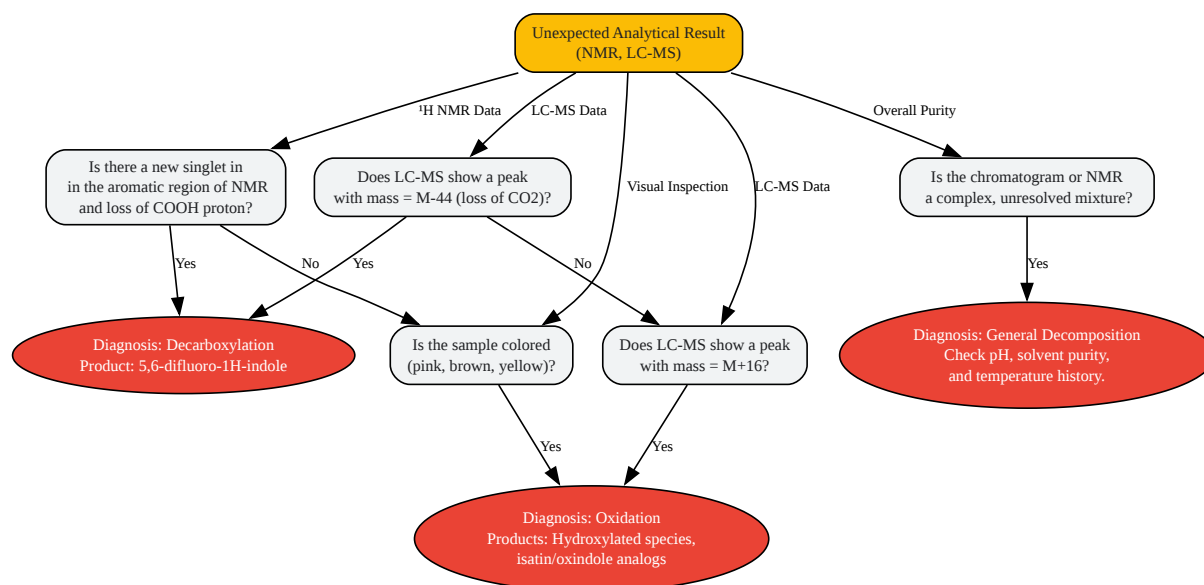 Unexpected Analytical Result
(NMR, LC-MS)
¹H NMR Data
LC-MS Data
Overall Purity
Is there a new singlet in
in the aromatic region of NMR
and loss of COOH proton?
Does LC-MS show a peak
with mass = M-44 (loss of CO2)?
Visual Inspection
LC-MS Data
Is the chromatogram or NMR
a complex, unresolved mixture?
Yes
No
Yes
No
Yes
Diagnosis: Decarboxylation
Product: 5,6-difluoro-1H-indole
Is the sample colored
(pink, brown, yellow)?
Does LC-MS show a peak
with mass = M+16?
Diagnosis: General Decomposition
Check pH, solvent purity,
and temperature history.
Yes
Yes
Diagnosis: Oxidation
Products: Hydroxylated species,
isatin/oxindole analogs